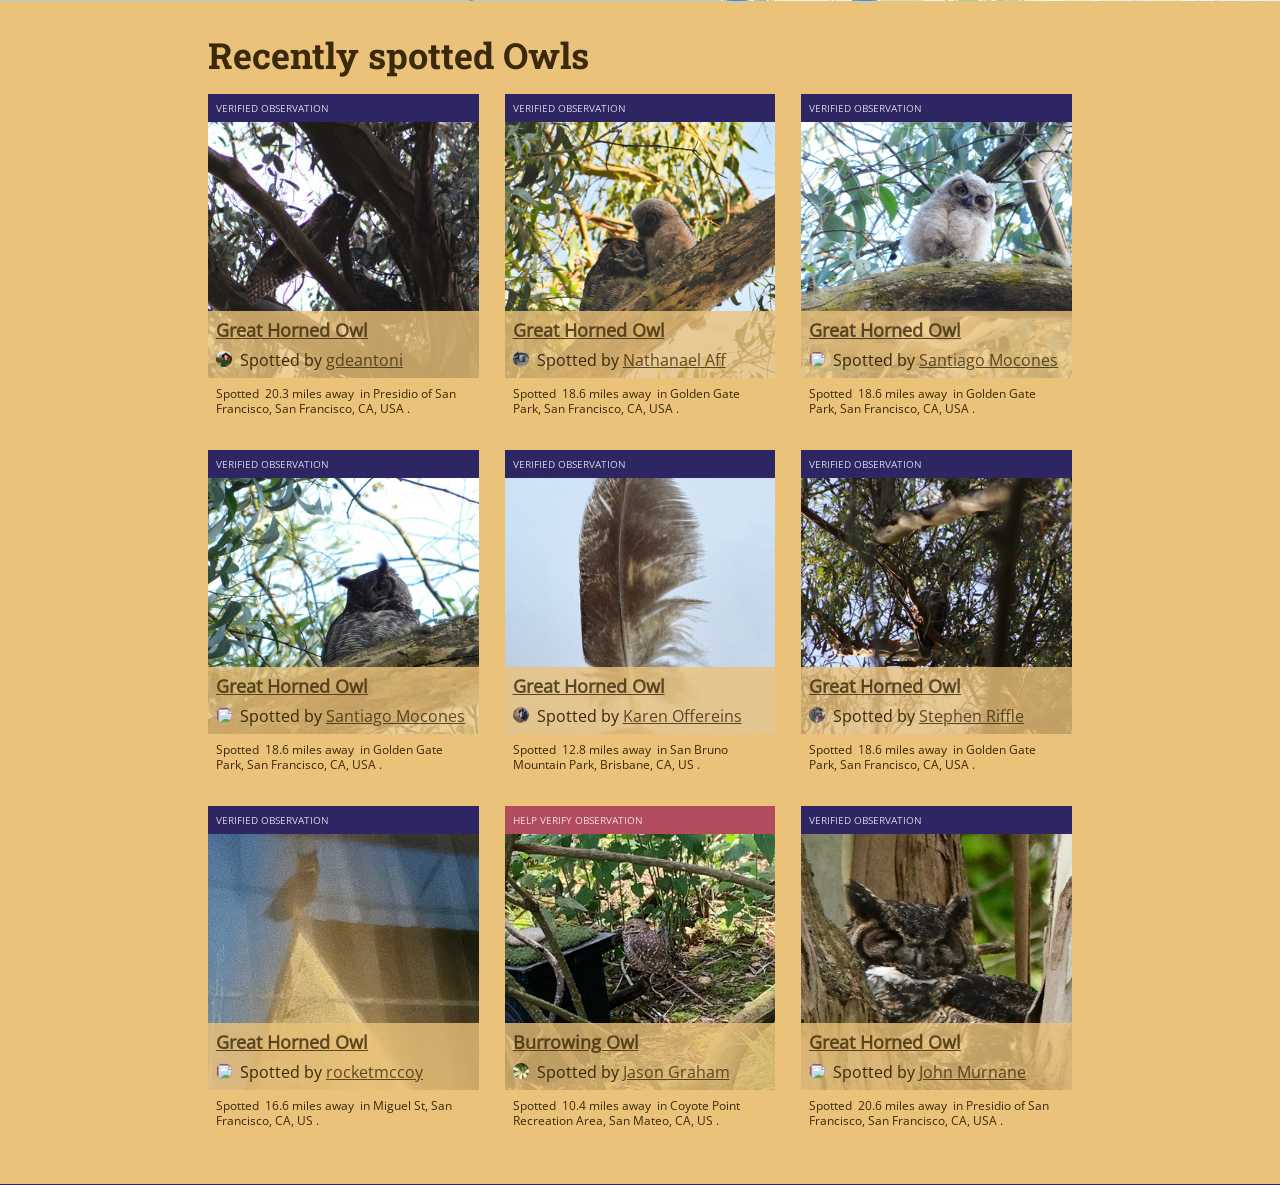 Recently spotted Owls
VERIFIED OBSERVATION
Great Horned Owl
Spotted by gdeantoni
Spotted 20.3 miles away in Presidio of San
Francisco, San Francisco, CA, USA .
VERIFIED OBSERVATION
Great Horned Owl
Spotted by Nathanael Aff
Spotted 18.6 miles away in Golden Gate
Park, San Francisco, CA, USA .
VERIFIED OBSERVATION
Great Horned Owl
Spotted by Santiago Mocones
Spotted 18.6 miles away in Golden Gate
Park, San Francisco, CA, USA .
VERIFIED OBSERVATION
Great Horned Owl
Spotted by Santiago Mocones
Spotted 18.6 miles away in Golden Gate
Park, San Francisco, CA, USA .
VERIFIED OBSERVATION
Great Horned Owl
Spotted by Karen Offereins
Spotted 12.8 miles away in San Bruno
Mountain Park, Brisbane, CA, US .
VERIFIED OBSERVATION
Great Horned Owl
Spotted by Stephen Riffle
Spotted 18.6 miles away in Golden Gate
Park, San Francisco, CA, USA .
VERIFIED OBSERVATION
Great Horned Owl
Spotted by rocketmccoy
Spotted 16.6 miles away in Miguel St, San
Francisco, CA, US .
HELP VERIFY OBSERVATION
Burrowing Owl
Spotted by Jason Graham
Spotted 10.4 miles away in Coyote Point
Recreation Area, San Mateo, CA, US .
VERIFIED OBSERVATION
Great Horned Owl
Spotted by John Murnane
Spotted 20.6 miles away in Presidio of San
Francisco, San Francisco, CA, USA .